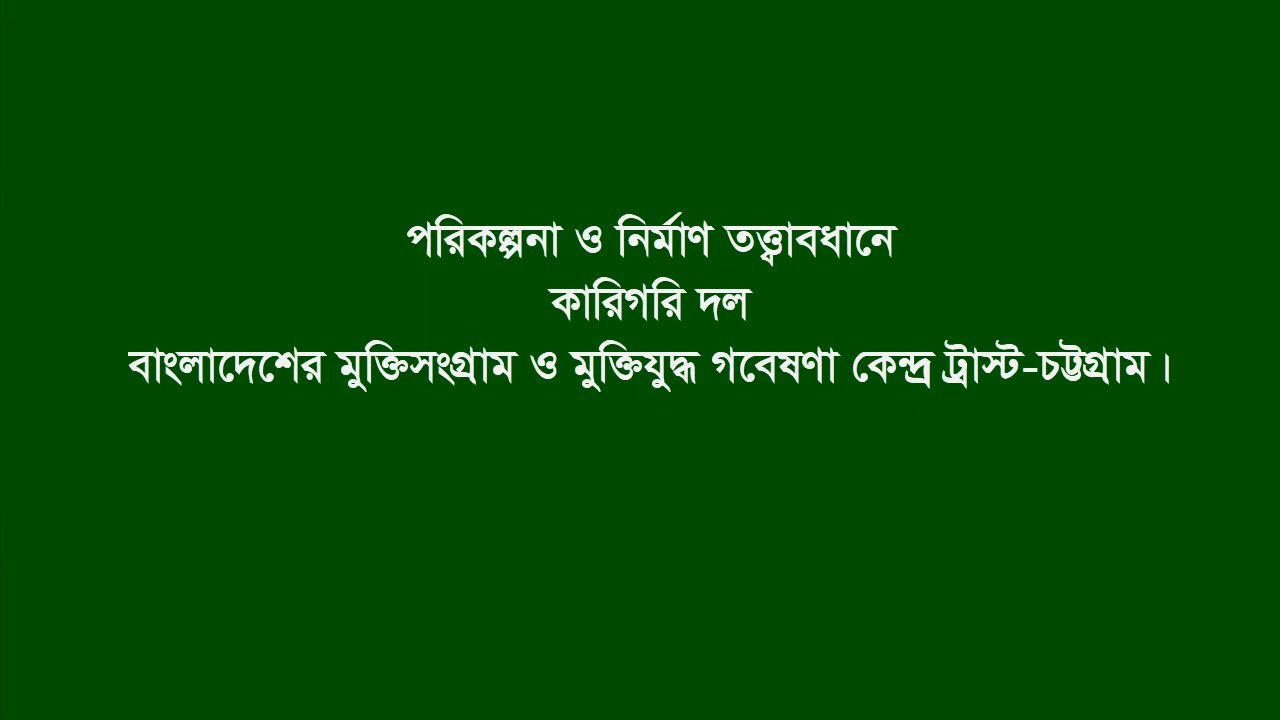 পরিকল্পনা ও নির্মাণ তত্ত্বাবধানে
কারিগরি দল
বাংলাদেশের মুক্তিসংগ্রাম ও মুক্তিযুদ্ধ গবেষণা কেন্দ্র ট্রাস্ট-চট্টগ্রাম।